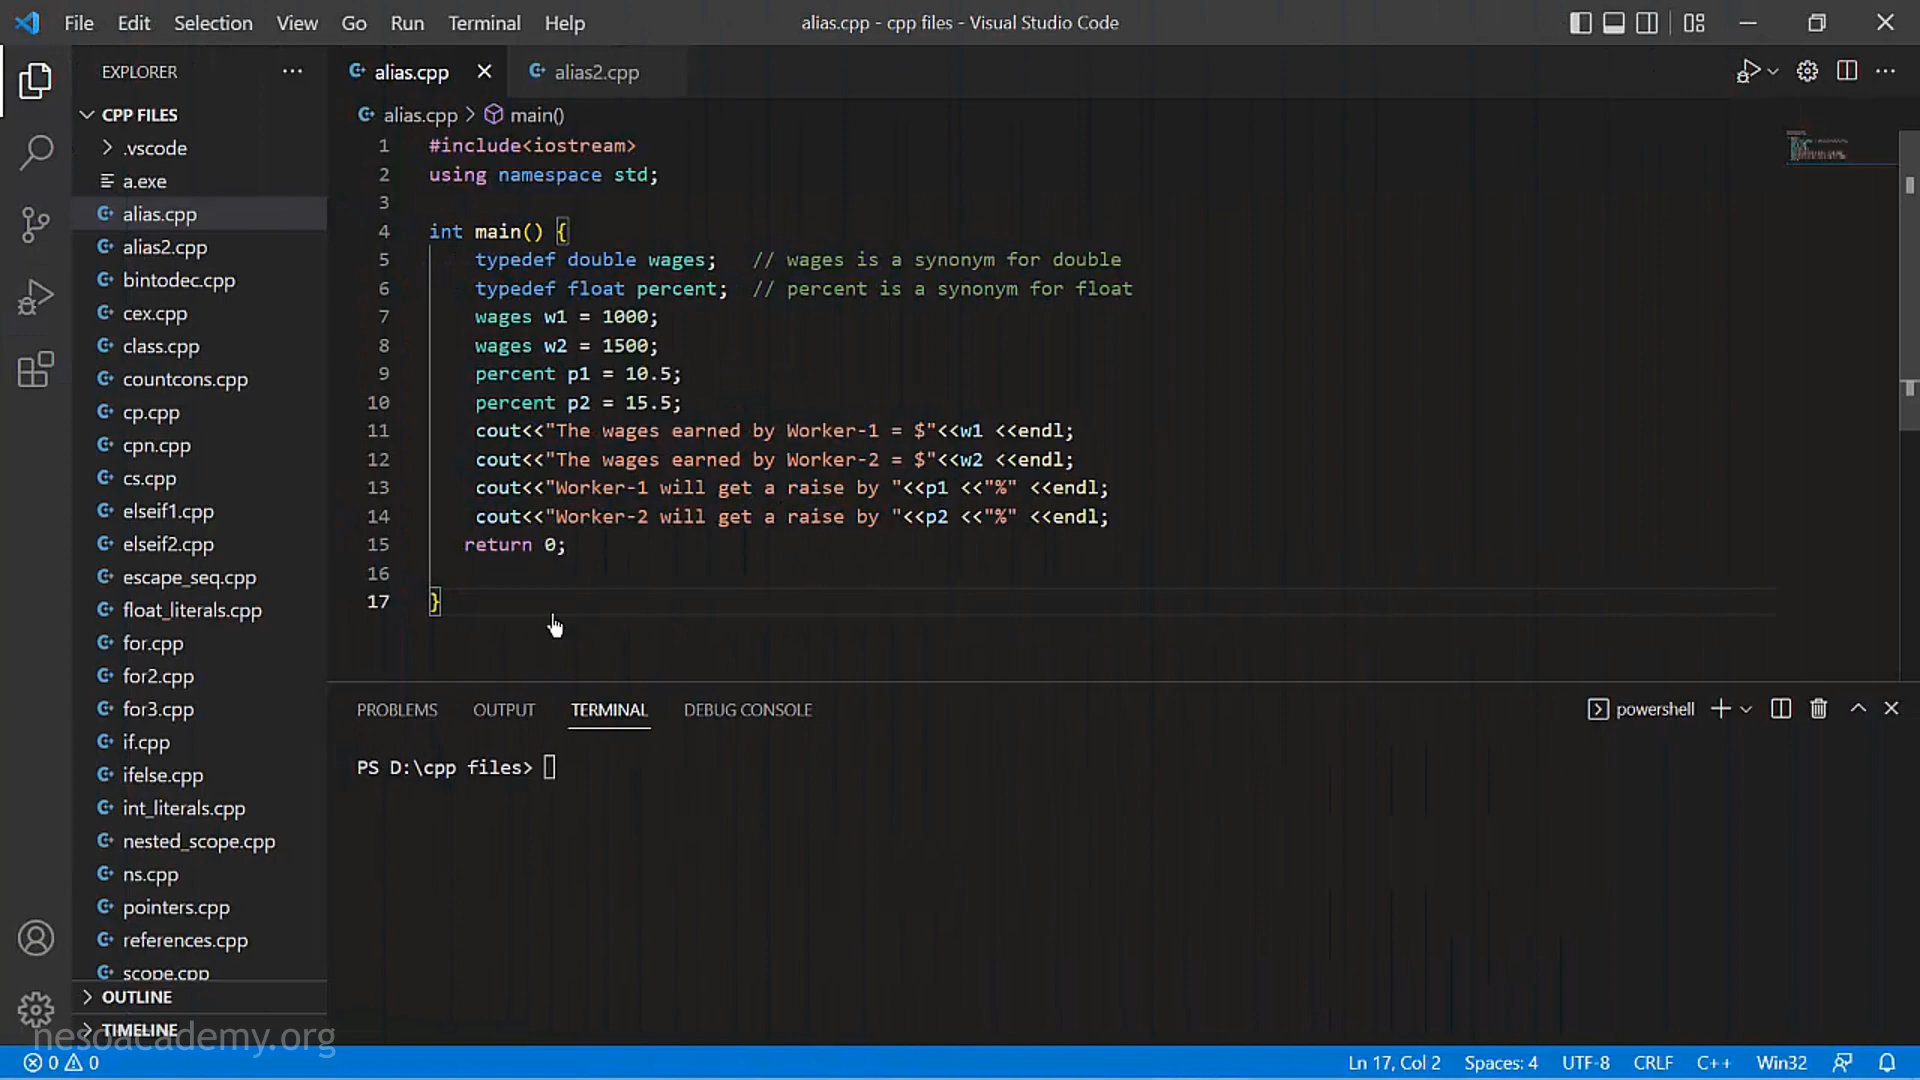 File Edit Selection View Go Run Terminal Help
alias.cpp - cpp files - Visual Studio Code
EXPLORER
CPP FILES
.vscode
a.exe
alias.cpp
alias2.cpp
bintodec.cpp
cex.cpp
class.cpp
countcons.cpp
cp.cpp
cpn.cpp
cs.cpp
elseif1.cpp
elseif2.cpp
escape_seq.cpp
float_literals.cpp
for.cpp
for2.cpp
for3.cpp
if.cpp
ifelse.cpp
int_literals.cpp
nested_scope.cpp
ns.cpp
pointers.cpp
references.cpp
scope.cpp
OUTLINE
TIMELINE
nesoacademy.org
alias.cpp alias2.cpp
alias.cpp > main()
1 #include<iostream>
2 using namespace std;
3
4 int main() {
5 typedef double wages; // wages is a synonym for double
6 typedef float percent; // percent is a synonym for float
7 wages w1 = 1000;
8 wages w2 = 1500;
9 percent p1 = 10.5;
10 percent p2 = 15.5;
11 cout<<"The wages earned by Worker-1 = $"<<w1 <<endl;
12 cout<<"The wages earned by Worker-2 = $"<<w2 <<endl;
13 cout<<"Worker-1 will get a raise by "<<p1 <<"%" <<endl;
14 cout<<"Worker-2 will get a raise by "<<p2 <<"%" <<endl;
15 return 0;
16
17 }
PROBLEMS OUTPUT TERMINAL DEBUG CONSOLE
powershell
PS D:\cpp files>
0 0
Ln 17, Col 2 Spaces: 4 UTF-8 CRLF C++ Win32